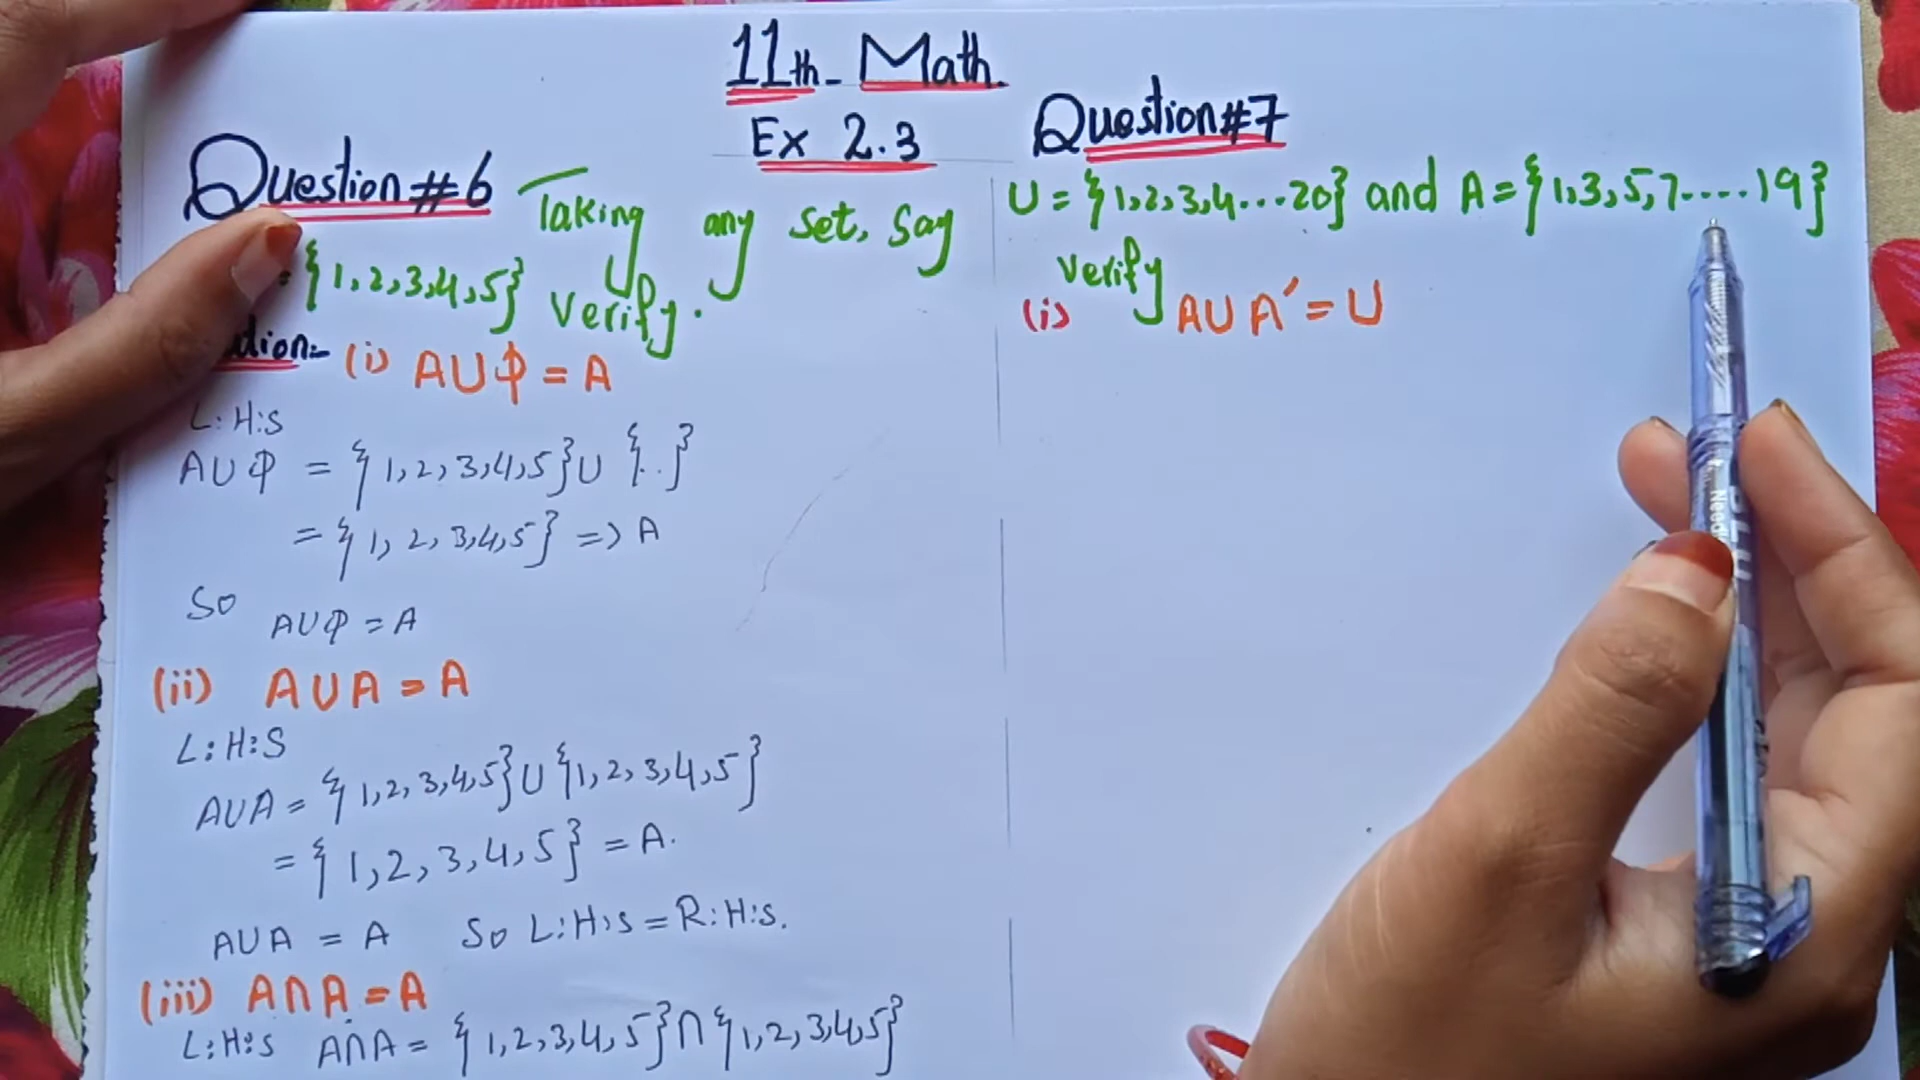 11th- Math.
Ex 2.3
Question #6 Taking any set, say
= {1,2,3,4,5} verify.
(i) A∪Φ = A
L:H:S
A∪Φ = {1,2,3,4,5}∪ {..}
= {1, 2, 3,4,5} => A
So
A∪Φ = A
(ii) A∪A = A
L:H:S
A∪A = {1,2,3,4,5}∪{1,2,3,4,5}
= {1,2,3,4,5} = A.
A∪A = A So L:H:S = R:H:S.
(iii) A∩A = A
L:H:S A∩A = {1,2,3,4,5}∩{1,2,3,4,5}
Question#7
U = {1,2,3,4...20} and A = {1,3,5,7....19}
verify
(i) A∪A′ = U